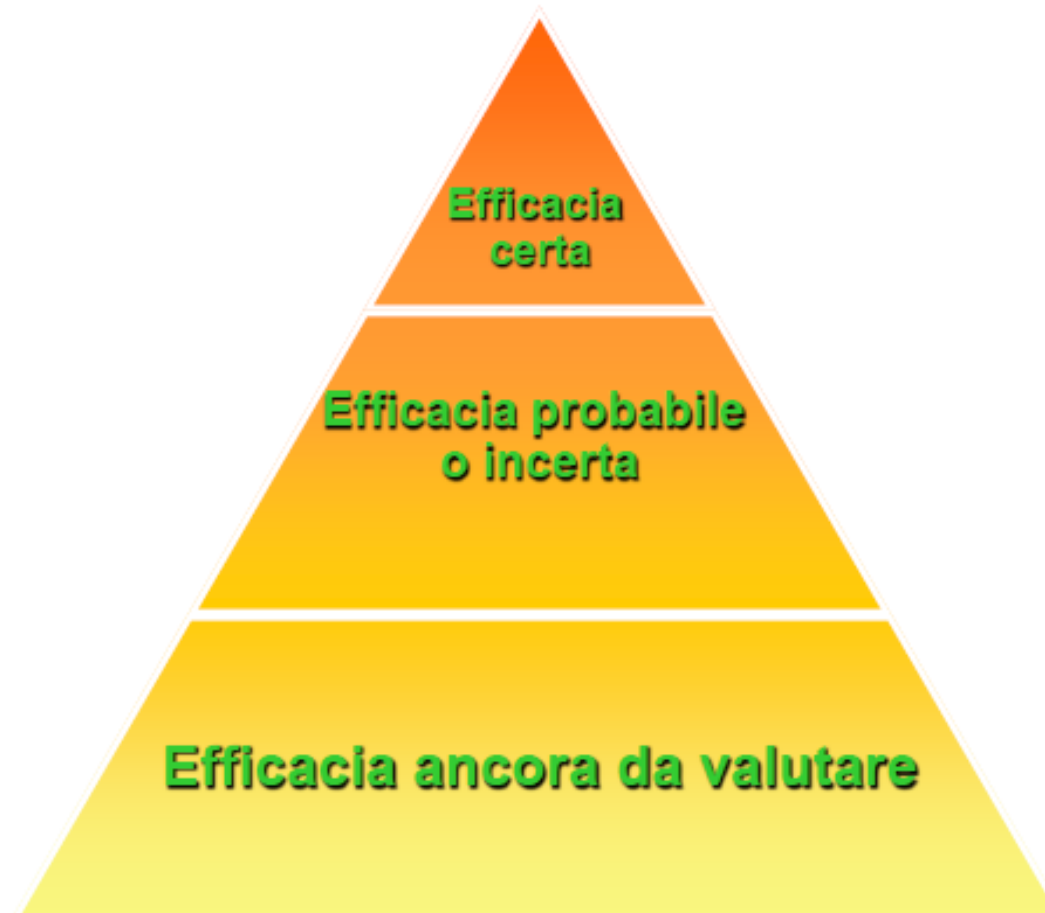 Efficacia
certa
Efficacia probabile
o incerta
Efficacia ancora da valutare